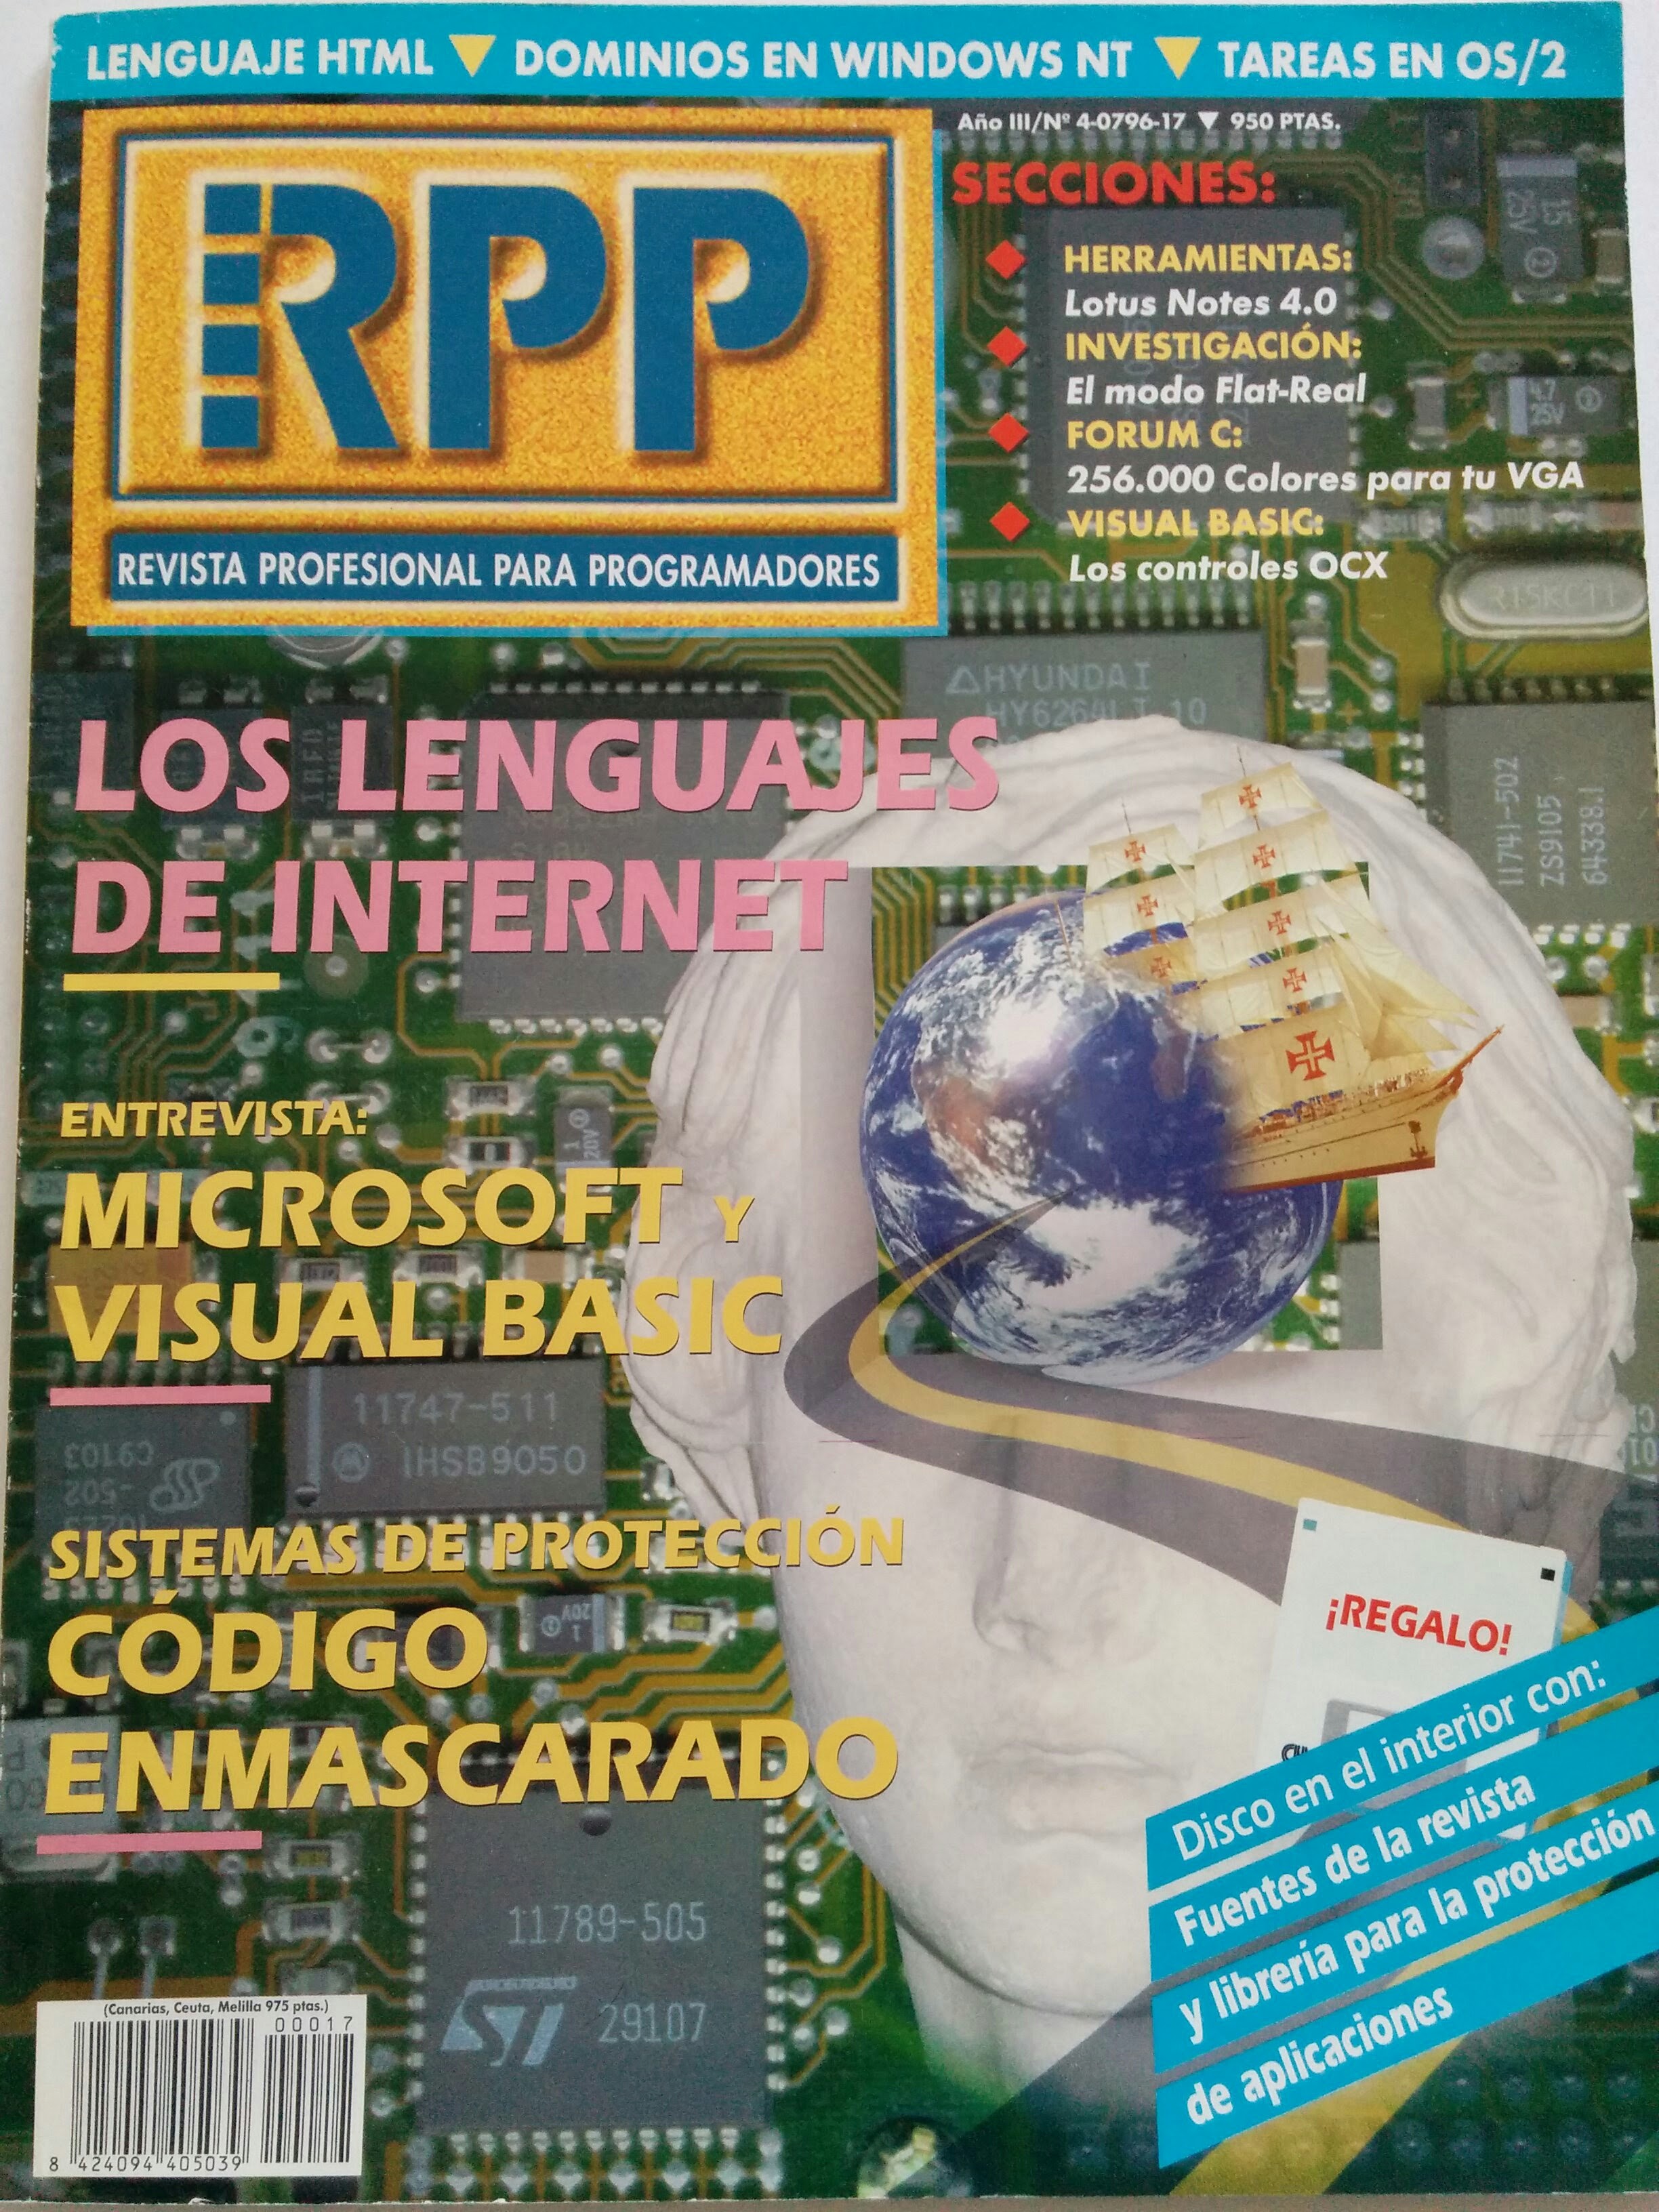 LENGUAJE HTML ▼ DOMINIOS EN WINDOWS NT ▼ TAREAS EN OS/2
Año III/Nº 4-0796-17 ▼ 950 PTAS.
RPP
REVISTA PROFESIONAL PARA PROGRAMADORES
SECCIONES:
HERRAMIENTAS:
Lotus Notes 4.0
INVESTIGACIÓN:
El modo Flat-Real
FORUM C:
256.000 Colores para tu VGA
VISUAL BASIC:
Los controles OCX
R15KC11
HYUNDAI
11741-502
ZS9105
64338.1
LOS LENGUAJES
DE INTERNET
ENTREVISTA:
MICROSOFT Y
VISUAL BASIC
11747-511
IHSB9050
C9103
-502
SISTEMAS DE PROTECCIÓN
CÓDIGO
ENMASCARADO
11789-505
ST 29107
¡REGALO!
Disco en el interior con:
Fuentes de la revista
y librería para la protección
de aplicaciones
(Canarias, Ceuta, Melilla 975 ptas.)
00017
8 424094 405039